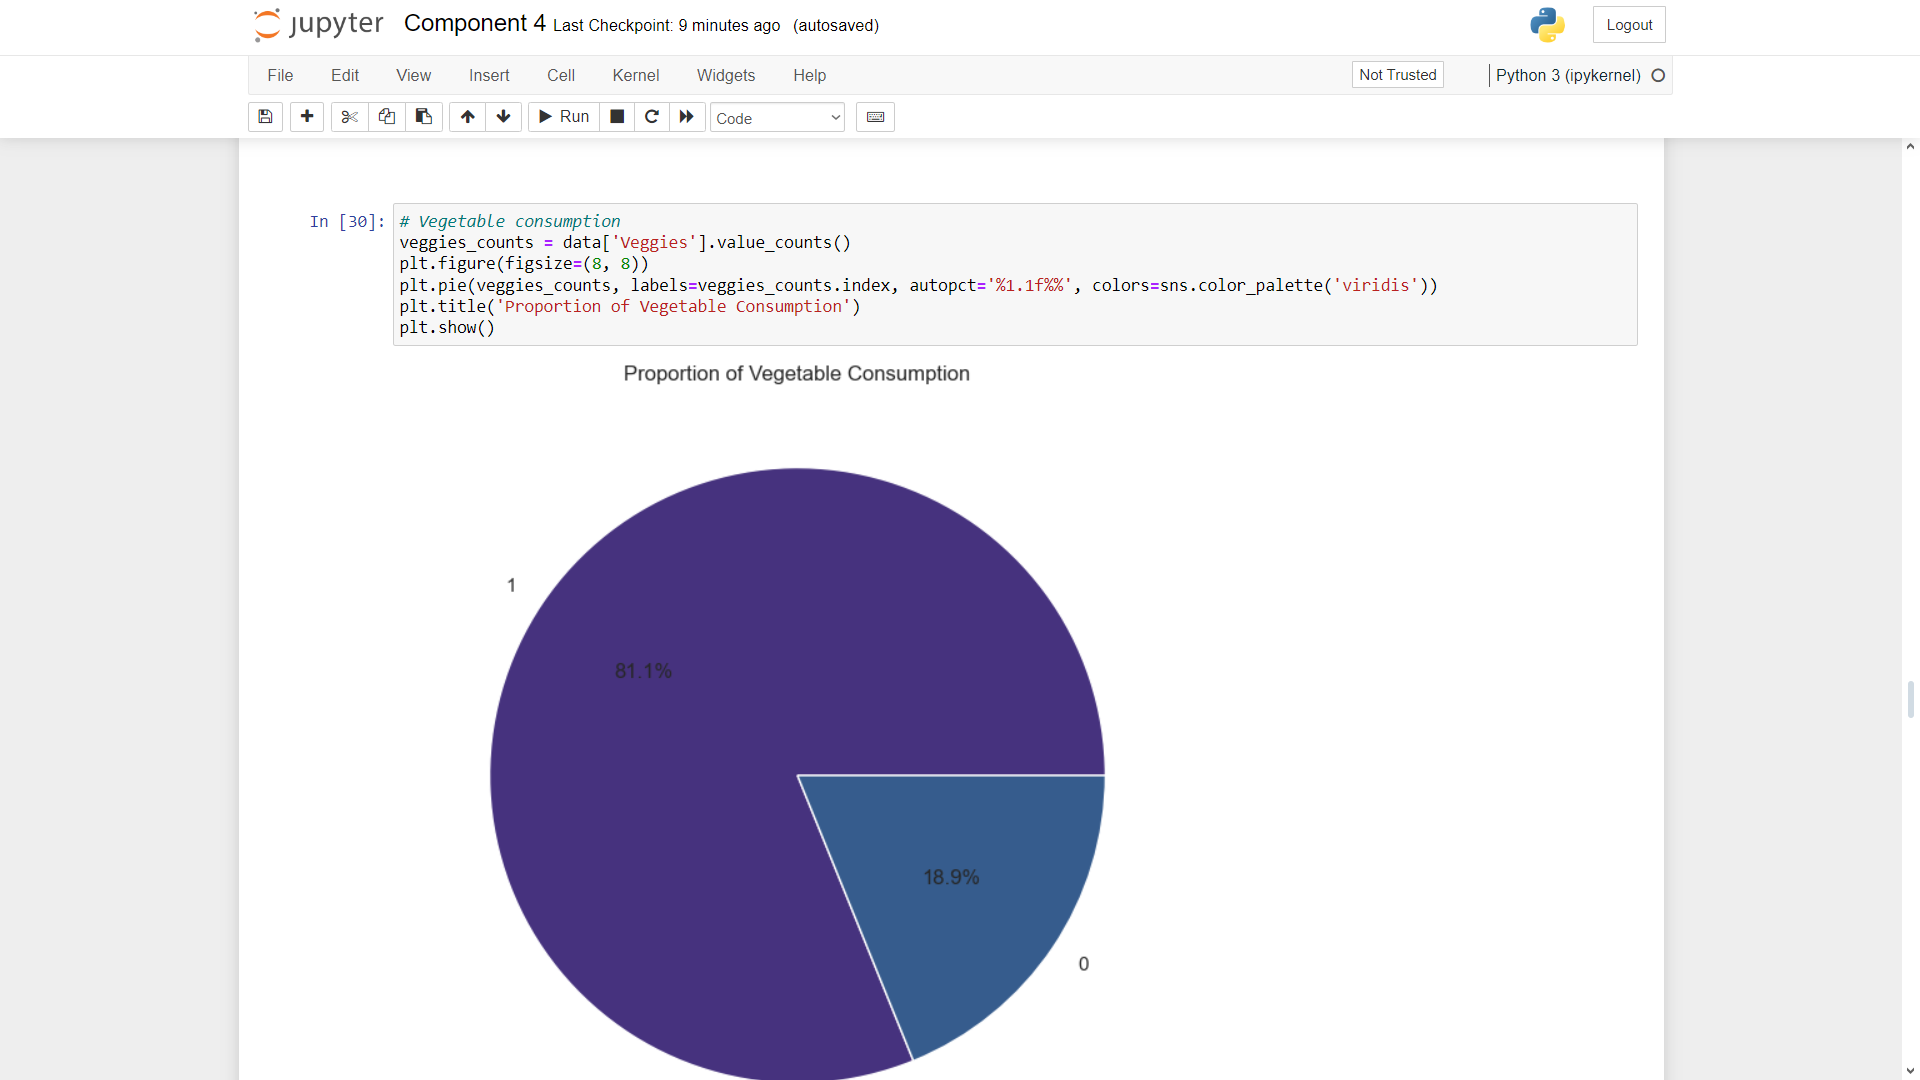 jupyter Component 4 Last Checkpoint: 9 minutes ago (autosaved) Logout
File Edit View Insert Cell Kernel Widgets Help Not Trusted Python 3 (ipykernel)
Run Code
In [30]: # Vegetable consumption
veggies_counts = data['Veggies'].value_counts()
plt.figure(figsize=(8, 8))
plt.pie(veggies_counts, labels=veggies_counts.index, autopct='%1.1f%%', colors=sns.color_palette('viridis'))
plt.title('Proportion of Vegetable Consumption')
plt.show()
Proportion of Vegetable Consumption
1
81.1%
18.9%
0